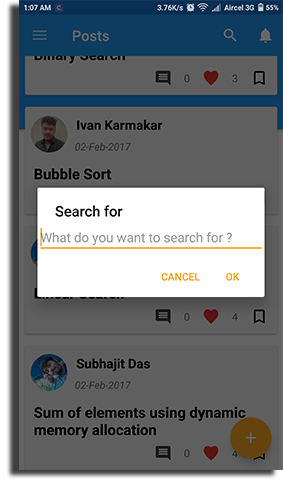 1:07 AM C 3.76K/s Aircel 3G 55%
Posts
Binary Search
0 3
Ivan Karmakar
02-Feb-2017
Bubble Sort
Search for
What do you want to search for ?
CANCEL OK
Linear Search
0 4
Subhajit Das
02-Feb-2017
Sum of elements using dynamic
memory allocation
0 4
+